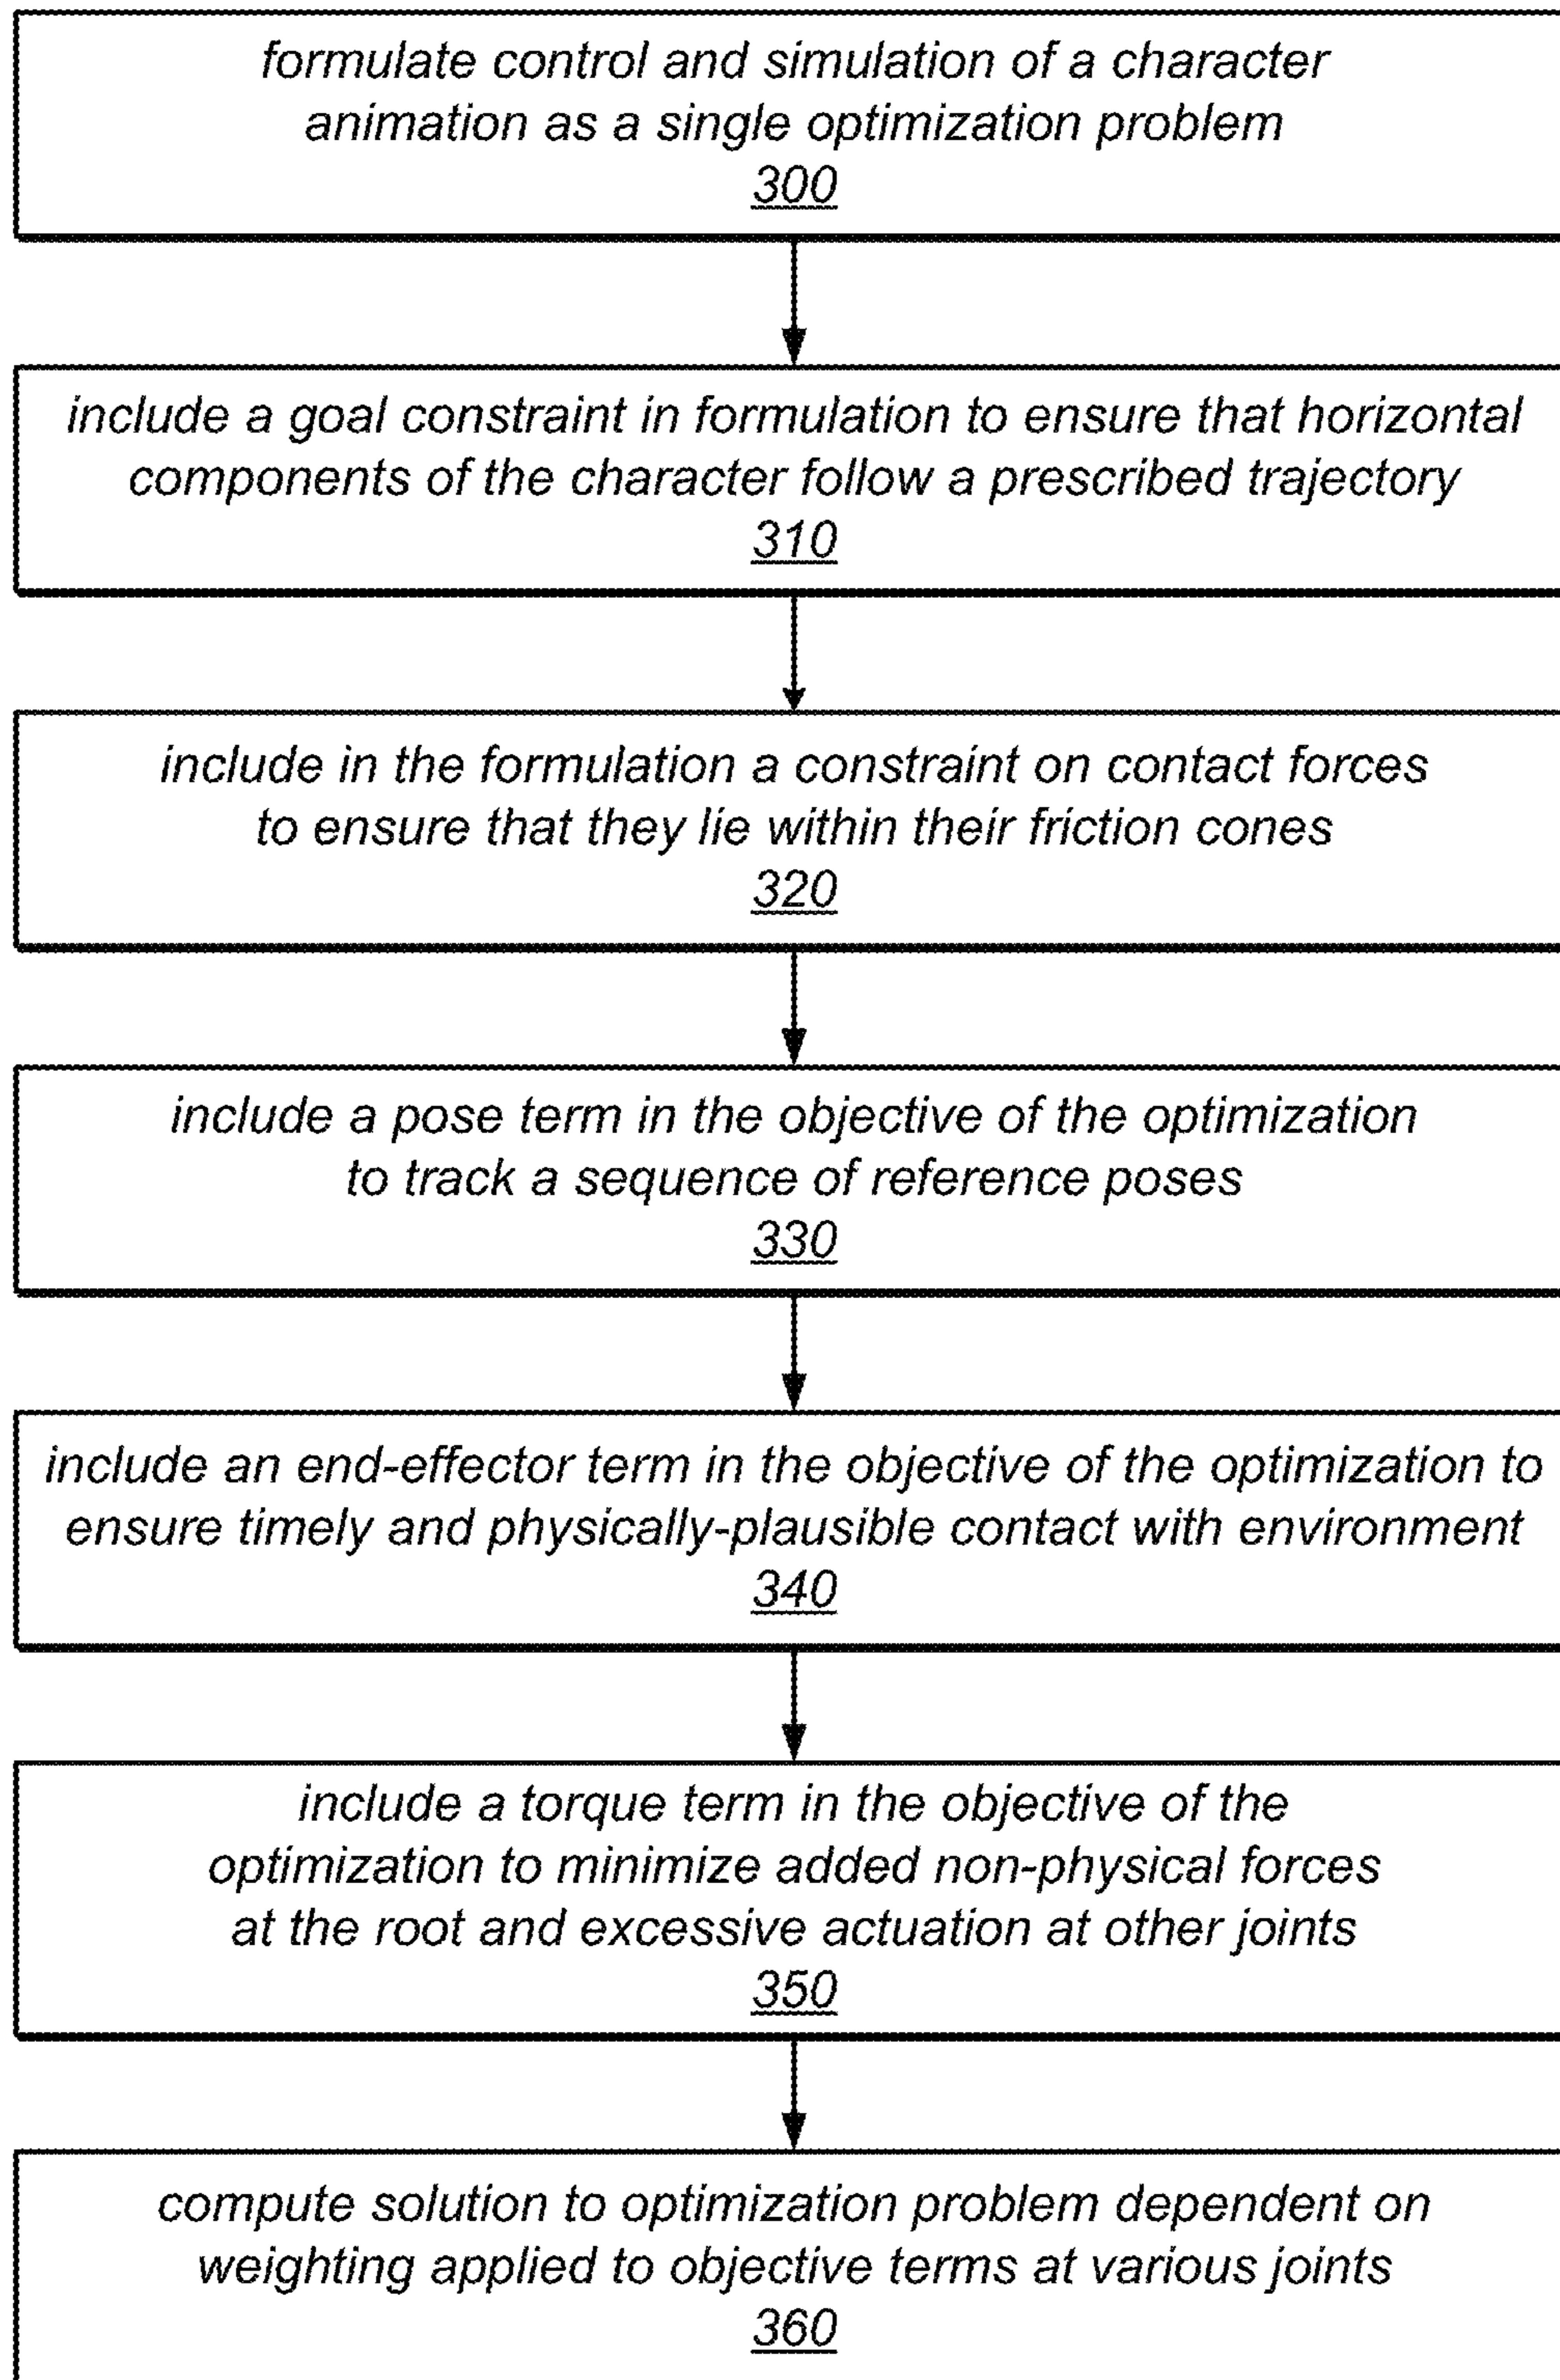 formulate control and simulation of a character
animation as a single optimization problem
300
include a goal constraint in formulation to ensure that horizontal
components of the character follow a prescribed trajectory
310
include in the formulation a constraint on contact forces
to ensure that they lie within their friction cones
320
include a pose term in the objective of the optimization
to track a sequence of reference poses
330
include an end-effector term in the objective of the optimization to
ensure timely and physically-plausible contact with environment
340
include a torque term in the objective of the
optimization to minimize added non-physical forces
at the root and excessive actuation at other joints
350
compute solution to optimization problem dependent on
weighting applied to objective terms at various joints
360